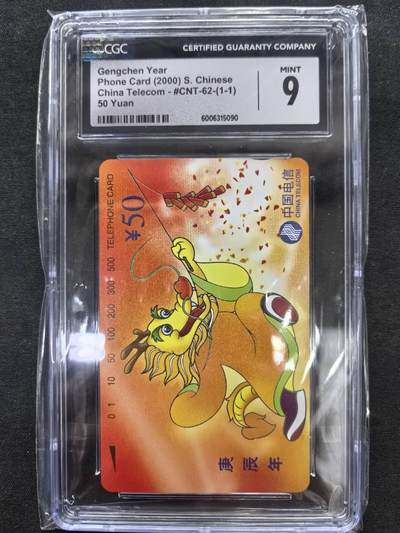 CGC
CERTIFIED GUARANTY COMPANY
Gengchen Year
Phone Card (2000) S. Chinese
China Telecom - #CNT-62-(1-1)
50 Yuan
MINT
9
6006315090
中国电信
CHINA TELECOM
¥50
TELEPHONE CARD
0 1 10 50 100 200 300 500
庚辰年